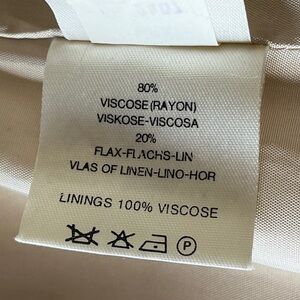 80%
VISCOSE (RAYON)
VISKOSE-VISCOSA
20%
FLAX-FLACHS-LIN
VLAS OF LINEN-LINO-HOR
LININGS 100% VISCOSE
P